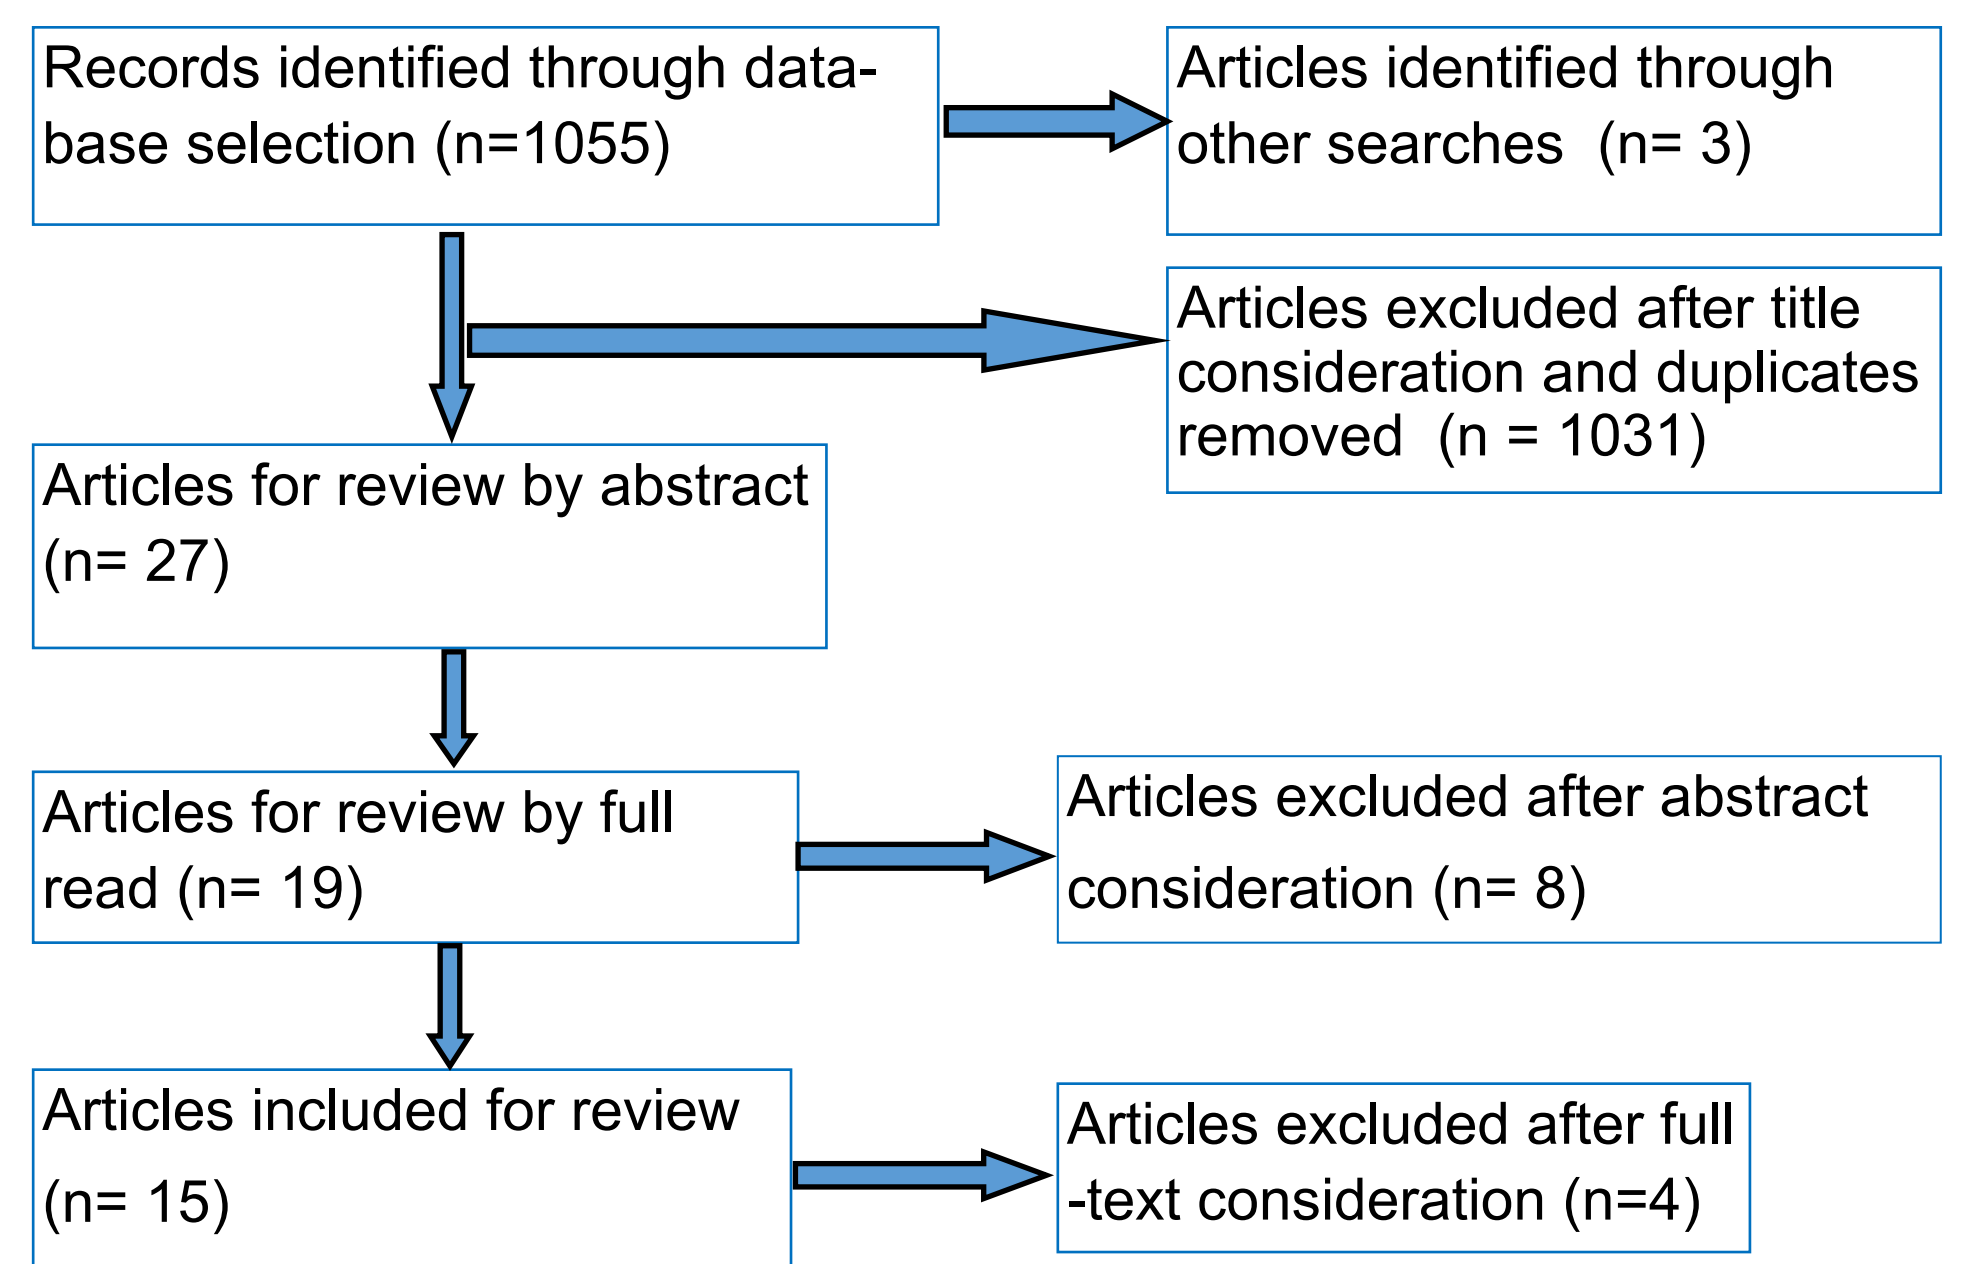 Records identified through data-
base selection (n=1055)
Articles identified through
other searches  (n= 3)
Articles excluded after title
consideration and duplicates
removed  (n = 1031)
Articles for review by abstract
(n= 27)
Articles for review by full
read (n= 19)
Articles excluded after abstract
consideration (n= 8)
Articles included for review
(n= 15)
Articles excluded after full
-text consideration (n=4)